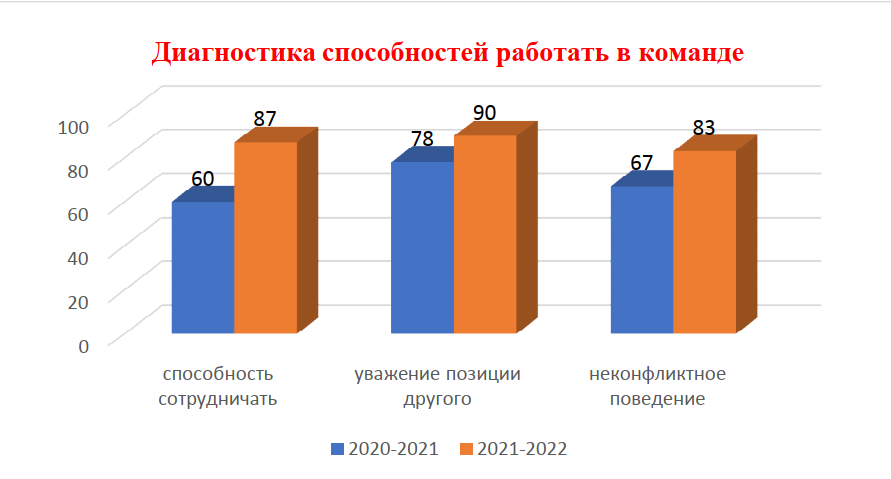 Диагностика способностей работать в команде
100
80
60
40
20
0
60
87
78
90
67
83
способность
сотрудничать
уважение позиции
другого
неконфликтное
поведение
2020-2021
2021-2022